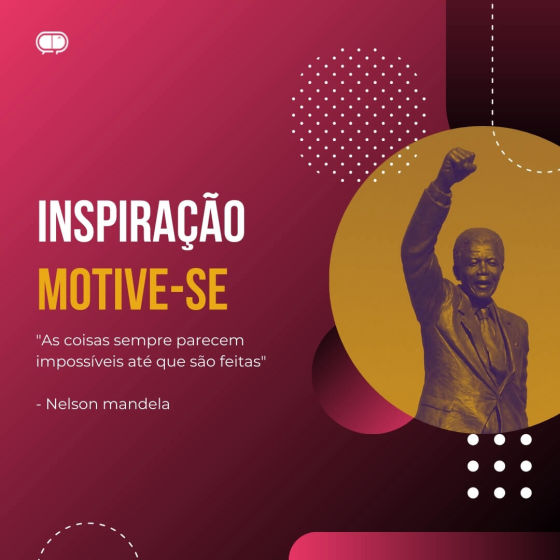 INSPIRAÇÃO
MOTIVE-SE
"As coisas sempre parecem
impossíveis até que são feitas"
- Nelson mandela